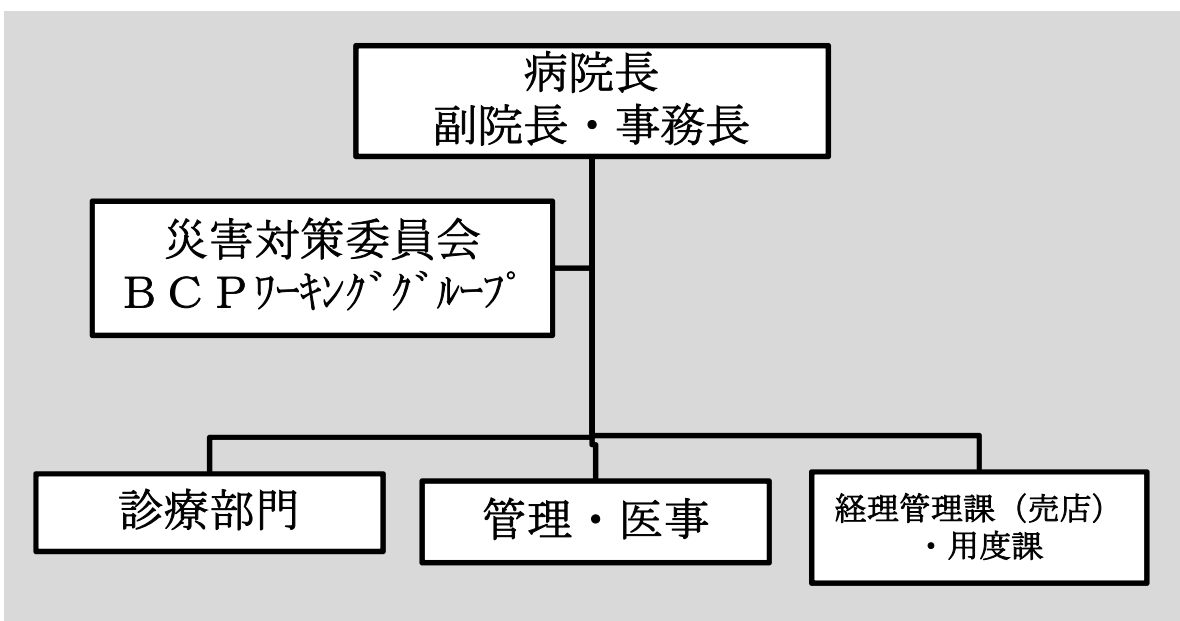 病院長
副院長・事務長
災害対策委員会
ＢＣＰﾜｰｷﾝｸﾞｸﾞﾙｰﾌﾟ
診療部門
管理・医事
経理管理課（売店）
・用度課